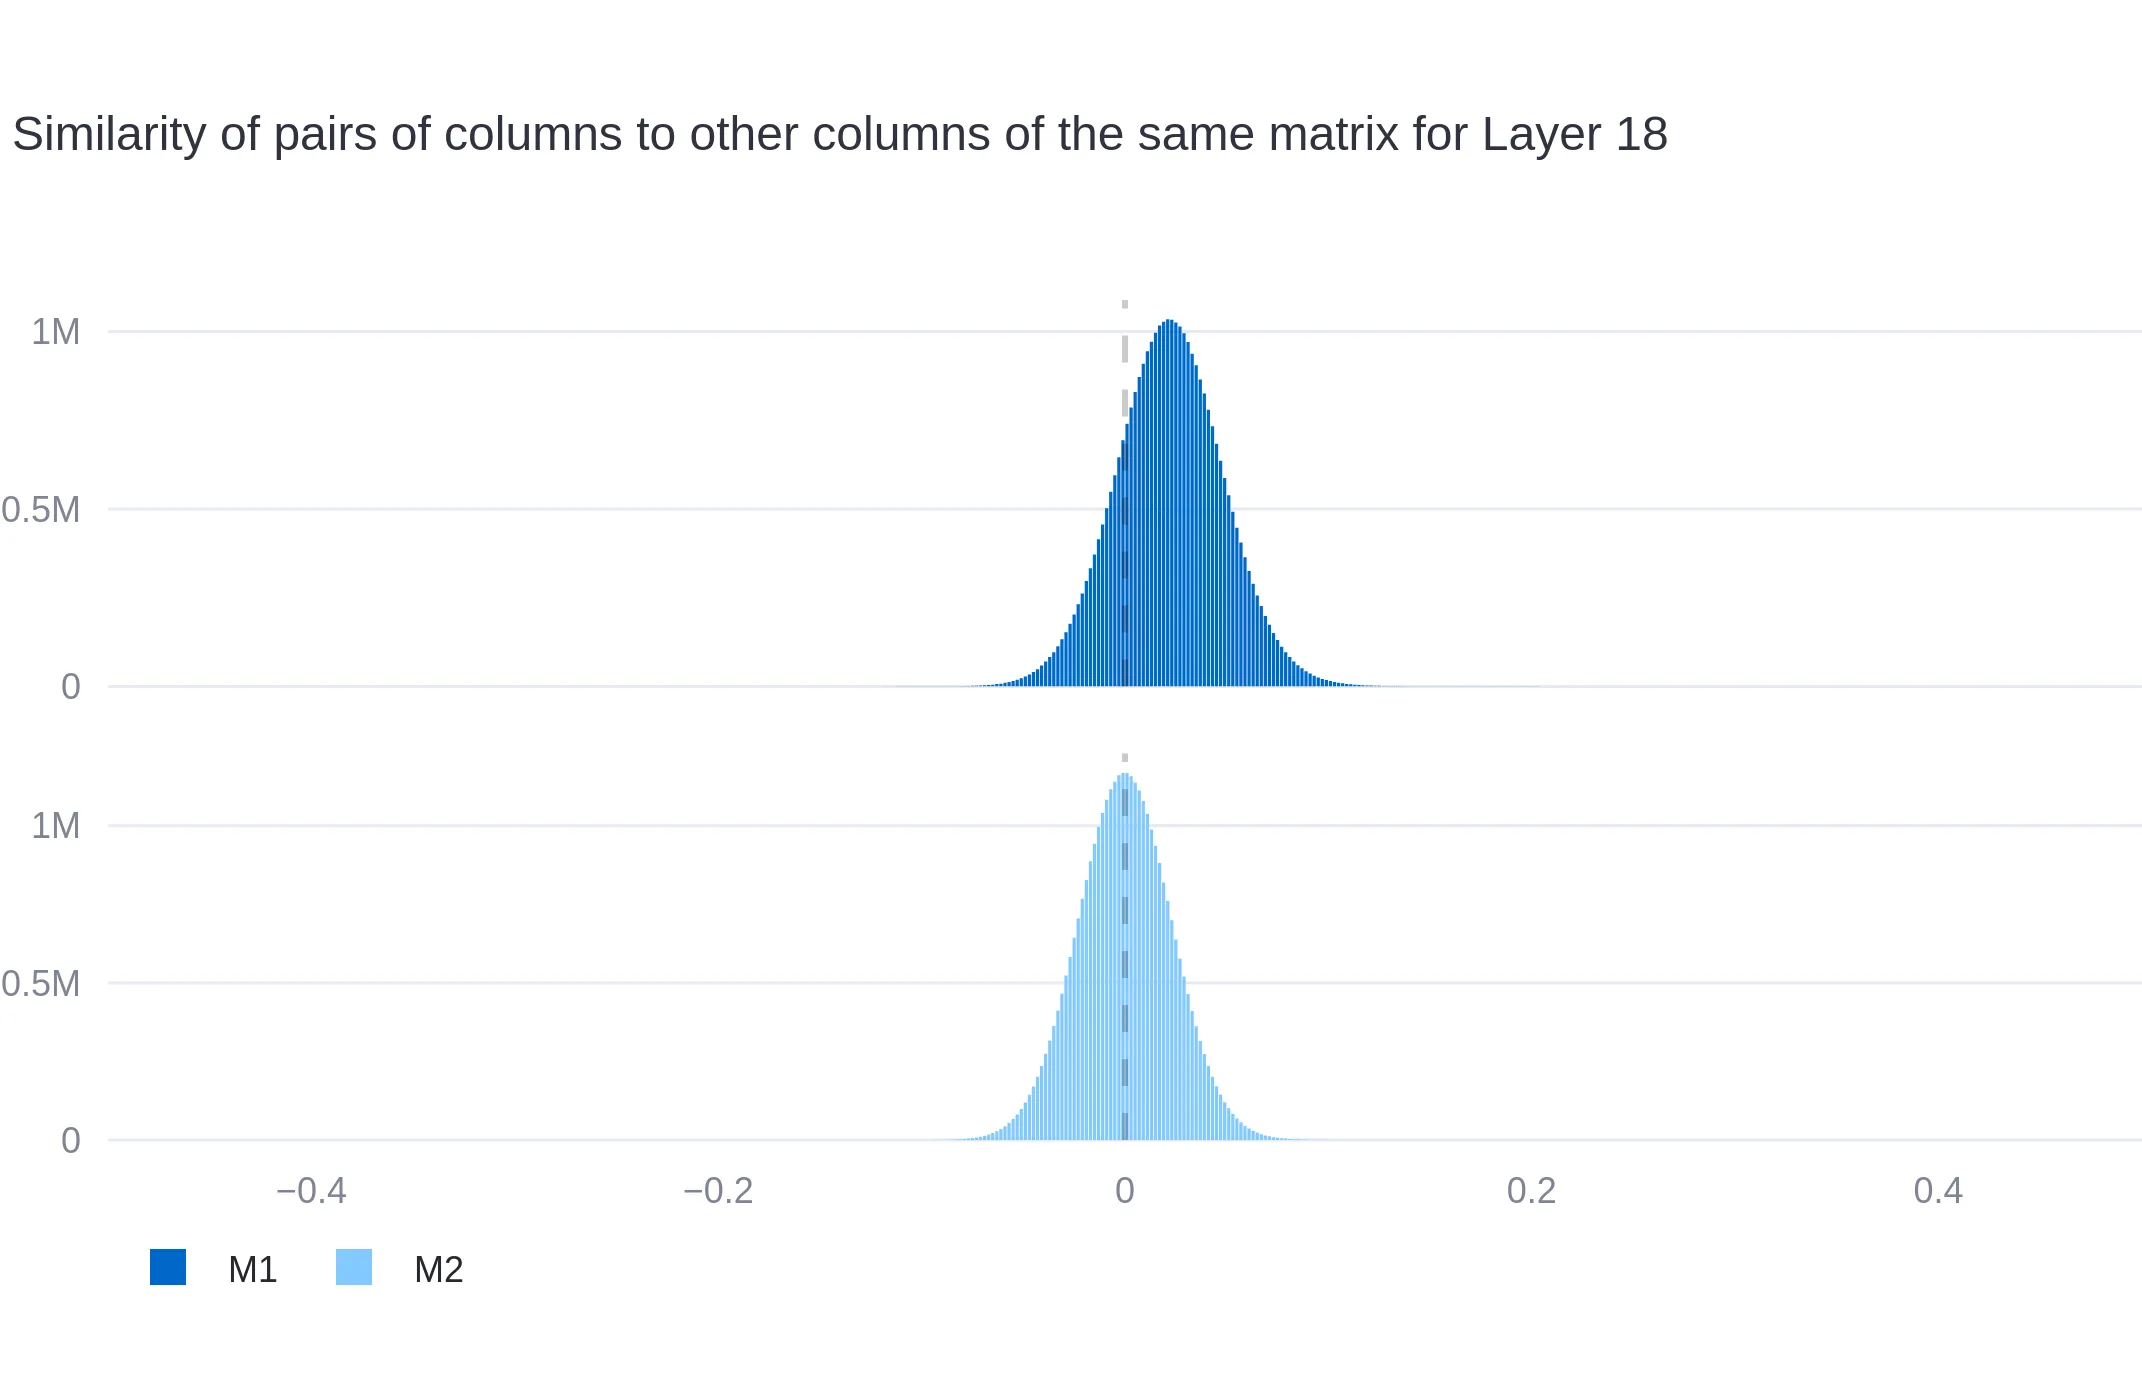 Similarity of pairs of columns to other columns of the same matrix for Layer 18
1M
0.5M
0
1M
0.5M
0
−0.4 −0.2 0 0.2 0.4
M1 M2